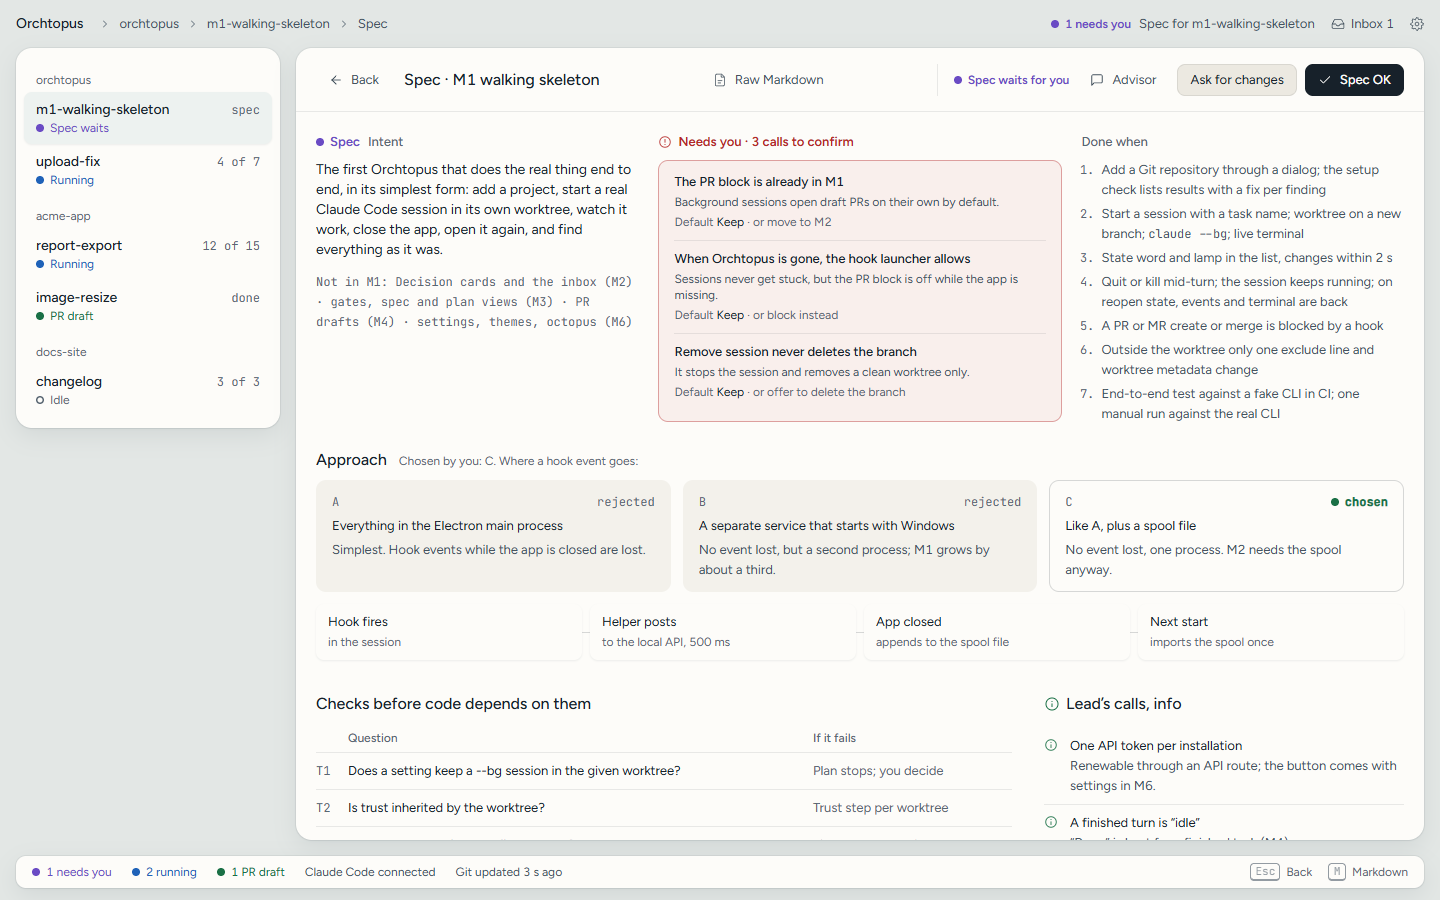 Orchtopus > orchtopus > m1-walking-skeleton > Spec
1 needs you Spec for m1-walking-skeleton Inbox 1
orchtopus
m1-walking-skeleton spec
Spec waits
upload-fix 4 of 7
Running
acme-app
report-export 12 of 15
Running
image-resize done
PR draft
docs-site
changelog 3 of 3
Idle
Back Spec · M1 walking skeleton Raw Markdown Spec waits for you Advisor Ask for changes Spec OK
Spec Intent
The first Orchtopus that does the real thing end to
end, in its simplest form: add a project, start a real
Claude Code session in its own worktree, watch it
work, close the app, open it again, and find
everything as it was.
Not in M1: Decision cards and the inbox (M2)
· gates, spec and plan views (M3) · PR
drafts (M4) · settings, themes, octopus (M6)
Needs you · 3 calls to confirm
The PR block is already in M1
Background sessions open draft PRs on their own by default.
Default Keep · or move to M2
When Orchtopus is gone, the hook launcher allows
Sessions never get stuck, but the PR block is off while the app is
missing.
Default Keep · or block instead
Remove session never deletes the branch
It stops the session and removes a clean worktree only.
Default Keep · or offer to delete the branch
Done when
1. Add a Git repository through a dialog; the setup
check lists results with a fix per finding
2. Start a session with a task name; worktree on a new
branch; claude --bg; live terminal
3. State word and lamp in the list, changes within 2 s
4. Quit or kill mid-turn; the session keeps running; on
reopen state, events and terminal are back
5. A PR or MR create or merge is blocked by a hook
6. Outside the worktree only one exclude line and
worktree metadata change
7. End-to-end test against a fake CLI in CI; one
manual run against the real CLI
Approach Chosen by you: C. Where a hook event goes:
A rejected
Everything in the Electron main process
Simplest. Hook events while the app is closed are lost.
B rejected
A separate service that starts with Windows
No event lost, but a second process; M1 grows by
about a third.
C chosen
Like A, plus a spool file
No event lost, one process. M2 needs the spool
anyway.
Hook fires
in the session
Helper posts
to the local API, 500 ms
App closed
appends to the spool file
Next start
imports the spool once
Checks before code depends on them
Question If it fails
T1 Does a setting keep a --bg session in the given worktree? Plan stops; you decide
T2 Is trust inherited by the worktree? Trust step per worktree
Lead's calls, info
One API token per installation
Renewable through an API route; the button comes with
settings in M6.
A finished turn is "idle"
1 needs you 2 running 1 PR draft Claude Code connected Git updated 3 s ago
Esc Back M Markdown